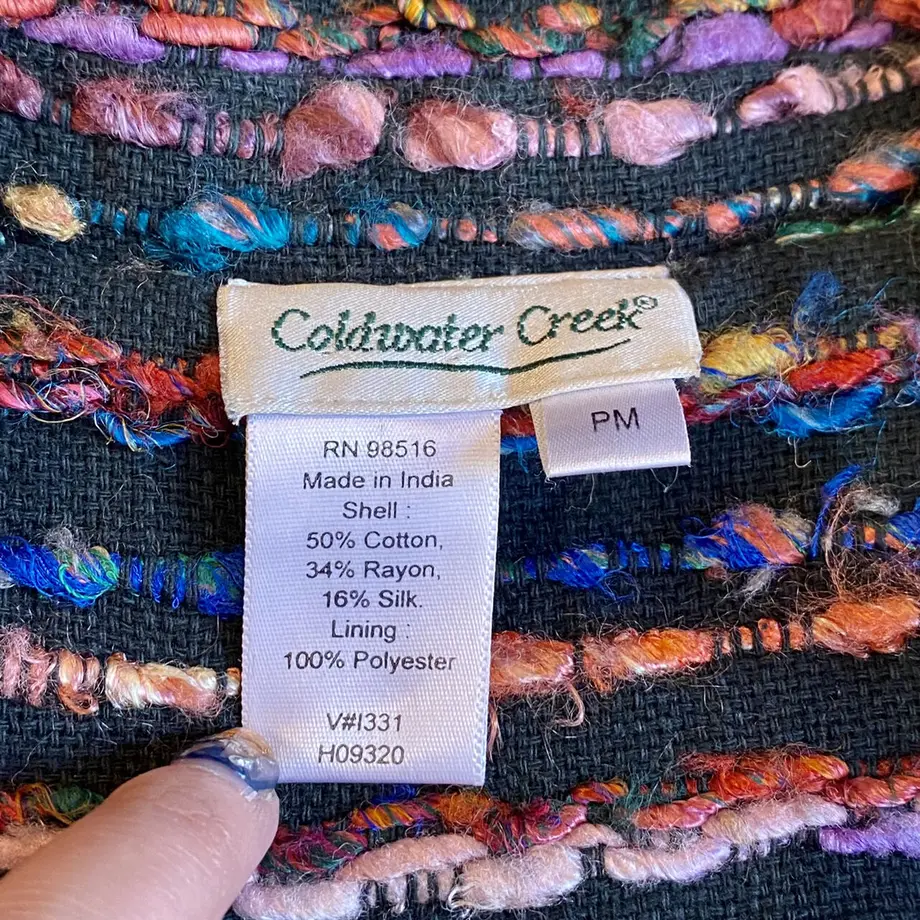 Coldwater Creek®
PM
RN 98516
Made in India
Shell :
50% Cotton,
34% Rayon,
16% Silk.
Lining :
100% Polyester
V#I331
H09320